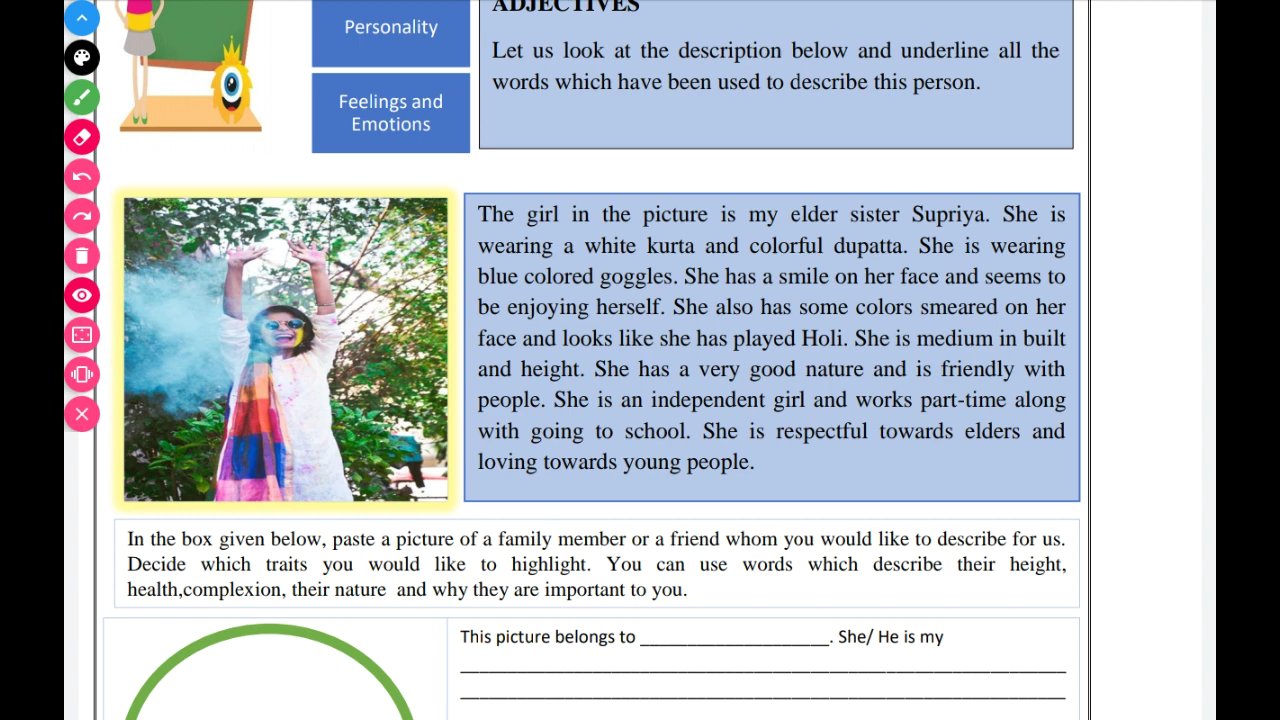 Personality
Feelings and
Emotions
ADJECTIVES
Let us look at the description below and underline all the
words which have been used to describe this person.
The girl in the picture is my elder sister Supriya. She is
wearing a white kurta and colorful dupatta. She is wearing
blue colored goggles. She has a smile on her face and seems to
be enjoying herself. She also has some colors smeared on her
face and looks like she has played Holi. She is medium in built
and height. She has a very good nature and is friendly with
people. She is an independent girl and works part-time along
with going to school. She is respectful towards elders and
loving towards young people.
In the box given below, paste a picture of a family member or a friend whom you would like to describe for us.
Decide which traits you would like to highlight. You can use words which describe their height,
health,complexion, their nature  and why they are important to you.
This picture belongs to ____________________. She/ He is my
________________________________________________________________
________________________________________________________________